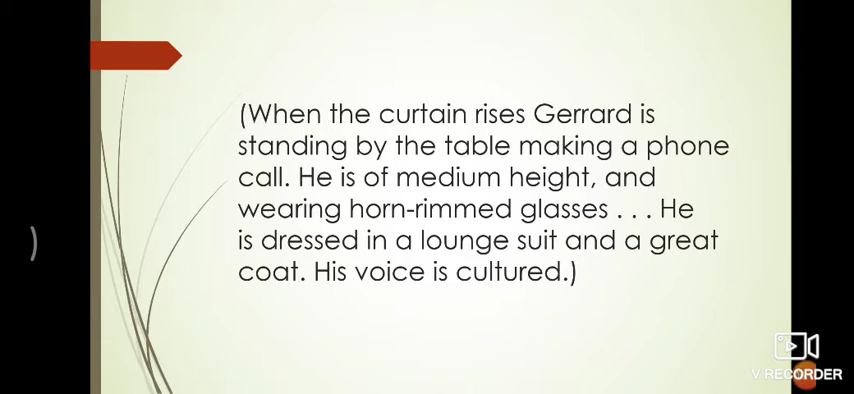 (When the curtain rises Gerrard is
standing by the table making a phone
call. He is of medium height, and
wearing horn-rimmed glasses . . . He
is dressed in a lounge suit and a great
coat. His voice is cultured.)
V RECORDER